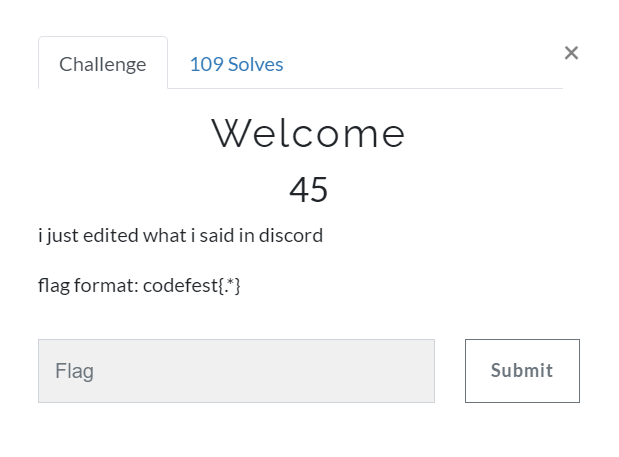 Challenge 109 Solves ×
Welcome
45
i just edited what i said in discord
flag format: codefest{.*}
Flag Submit